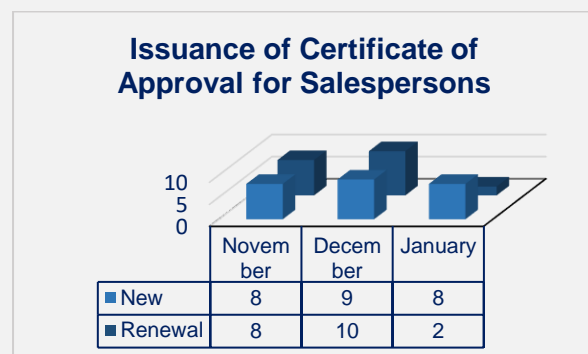 Issuance of Certificate of
Approval for Salespersons
10
5
0
Novem December January
ber ber
New 8 9 8
Renewal 8 10 2